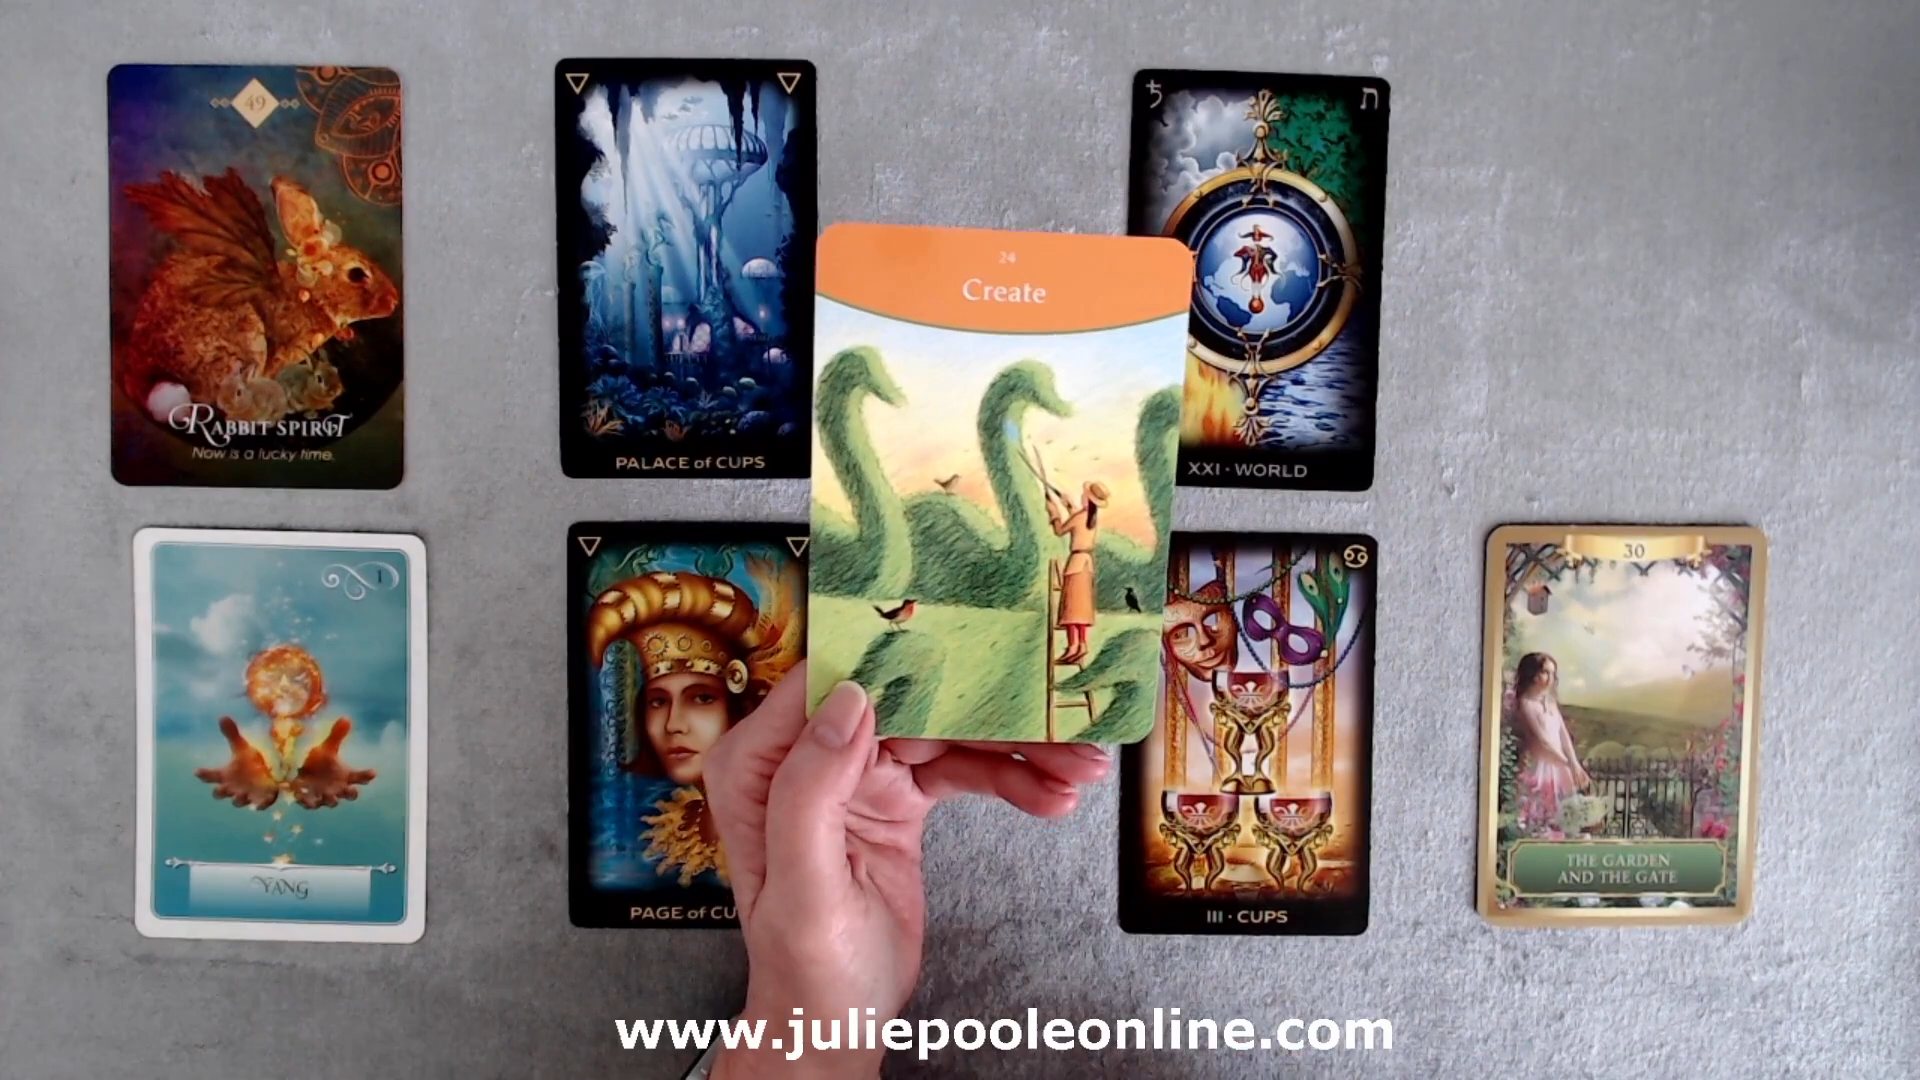 49
RABBIT SPIRIT
Now is a lucky time.
PALACE of CUPS
24
Create
♄
ת
XXI · WORLD
1
YANG
PAGE of CU
♋
III · CUPS
30
THE GARDEN
AND THE GATE
www.juliepooleonline.com